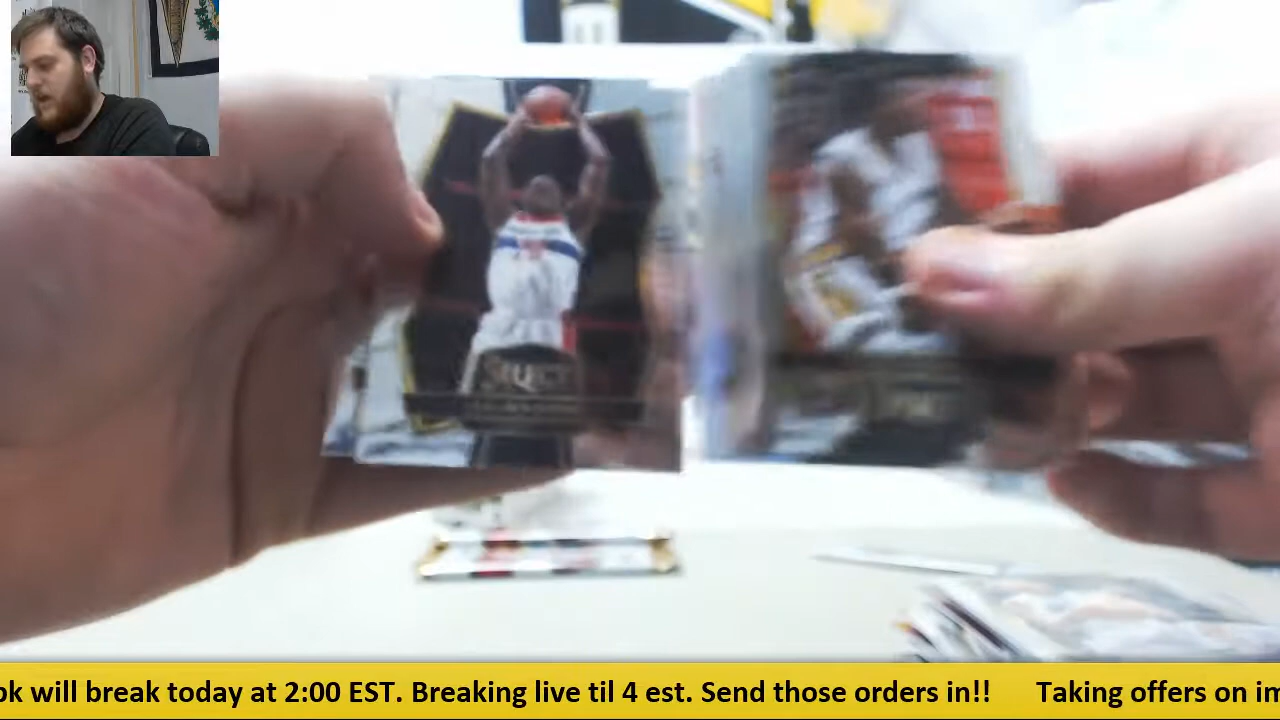 SELECT
ok will break today at 2:00 EST. Breaking live til 4 est. Send those orders in!! Taking offers on im